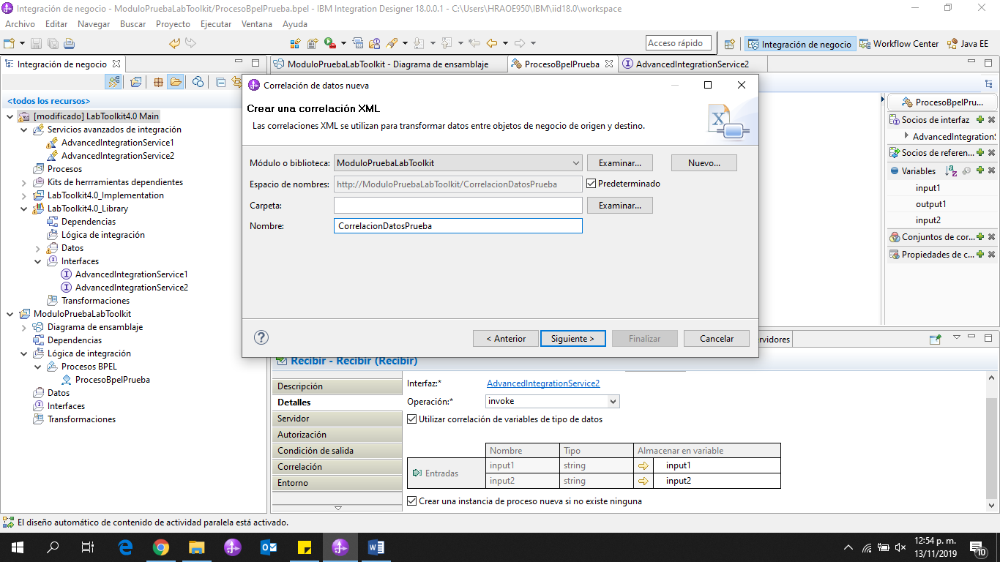 Integración de negocio - ModuloPruebaLabToolkit/ProcesoBpelPrueba.bpel - IBM Integration Designer 18.0.0.1 - C:\Users\HRAOE950\IBM\iid18.0\workspace
Archivo Editar Navegar Buscar Proyecto Ejecutar Ventana Ayuda
Acceso rápido
Integración de negocio
Workflow Center
Java EE
Integración de negocio
<todos los recursos>
[modificado] LabToolkit4.0 Main
Servicios avanzados de integración
AdvancedIntegrationService1
AdvancedIntegrationService2
Procesos
Kits de herrramientas dependientes
LabToolkit4.0_Implementation
LabToolkit4.0_Library
Dependencias
Lógica de integración
Datos
Interfaces
AdvancedIntegrationService1
AdvancedIntegrationService2
Transformaciones
ModuloPruebaLabToolkit
Diagrama de ensamblaje
Dependencias
Lógica de integración
Procesos BPEL
ProcesoBpelPrueba
Datos
Interfaces
Transformaciones
ModuloPruebaLabToolkit - Diagrama de ensamblaje
ProcesoBpelPrueba
AdvancedIntegrationService2
Correlación de datos nueva
Crear una correlación XML
Las correlaciones XML se utilizan para transformar datos entre objetos de negocio de origen y destino.
X
Módulo o biblioteca: ModuloPruebaLabToolkit Examinar... Nuevo...
Espacio de nombres: http://ModuloPruebaLabToolkit/CorrelacionDatosPrueba Predeterminado
Carpeta: Examinar...
Nombre: CorrelacionDatosPrueba
?
< Anterior Siguiente > Finalizar Cancelar
ProcesoBpelPru...
Socios de interfaz
AdvancedIntegration
Socios de referen...
Variables
input1
output1
input2
Conjuntos de cor...
Propiedades de c...
ervidores
Recibir - Recibir (Recibir)
Descripción
Detalles
Servidor
Autorización
Condición de salida
Correlación
Entorno
Interfaz:* AdvancedIntegrationService2
Operación:* invoke
Utilizar correlación de variables de tipo de datos
Nombre Tipo Almacenar en variable
Entradas
input1 string input1
input2 string input2
Crear una instancia de proceso nueva si no existe ninguna
El diseño automático de contenido de actividad paralela está activado.
12:54 p. m.
13/11/2019
10